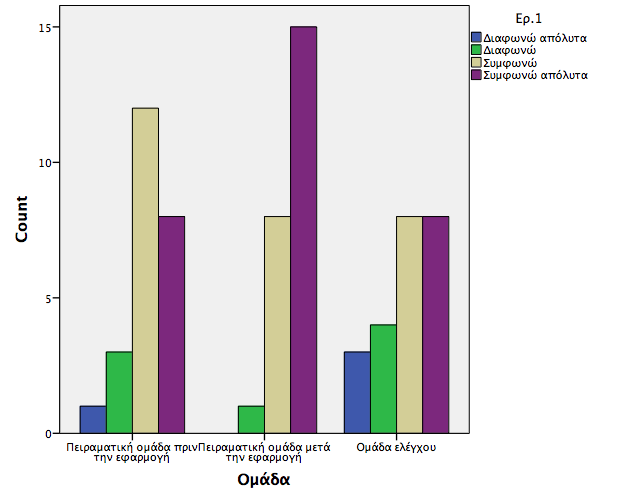 Ερ.1
Διαφωνώ απόλυτα
Διαφωνώ
Συμφωνώ
Συμφωνώ απόλυτα
15
10
5
0
Count
Πειραματική ομάδα πριν
την εφαρμογή
Πειραματική ομάδα μετά
την εφαρμογή
Ομάδα ελέγχου
Ομάδα